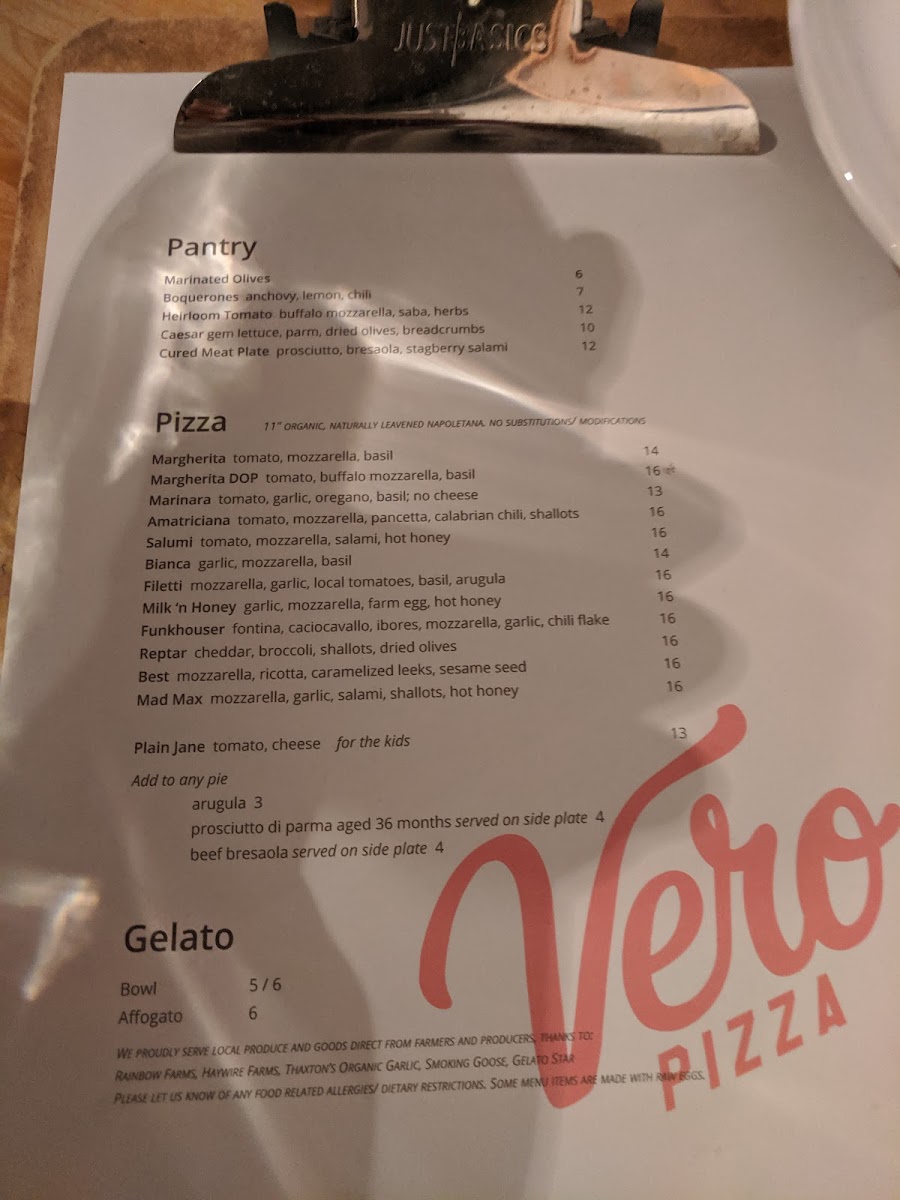 JUST BASICS
Pantry
Marinated Olives 6
Boquerones anchovy, lemon, chili 7
Heirloom Tomato buffalo mozzarella, saba, herbs 12
Caesar gem lettuce, parm, dried olives, breadcrumbs 10
Cured Meat Plate prosciutto, bresaola, stagberry salami 12
Pizza 11" ORGANIC, NATURALLY LEAVENED NAPOLETANA. NO SUBSTITUTIONS/ MODIFICATIONS
Margherita tomato, mozzarella, basil 14
Margherita DOP tomato, buffalo mozzarella, basil 16
Marinara tomato, garlic, oregano, basil; no cheese 13
Amatriciana tomato, mozzarella, pancetta, calabrian chili, shallots 16
Salumi tomato, mozzarella, salami, hot honey 16
Bianca garlic, mozzarella, basil 14
Filetti mozzarella, garlic, local tomatoes, basil, arugula 16
Milk 'n Honey garlic, mozzarella, farm egg, hot honey 16
Funkhouser fontina, caciocavallo, ibores, mozzarella, garlic, chili flake 16
Reptar cheddar, broccoli, shallots, dried olives 16
Best mozzarella, ricotta, caramelized leeks, sesame seed 16
Mad Max mozzarella, garlic, salami, shallots, hot honey 16
Plain Jane tomato, cheese for the kids 13
Add to any pie
arugula 3
prosciutto di parma aged 36 months served on side plate 4
beef bresaola served on side plate 4
Gelato
Bowl 5 / 6
Affogato 6
WE PROUDLY SERVE LOCAL PRODUCE AND GOODS DIRECT FROM FARMERS AND PRODUCERS, THANKS TO:
RAINBOW FARMS, HAYWIRE FARMS, THAXTON'S ORGANIC GARLIC, SMOKING GOOSE, GELATO STAR
PLEASE LET US KNOW OF ANY FOOD RELATED ALLERGIES/ DIETARY RESTRICTIONS. SOME MENU ITEMS ARE MADE WITH RAW EGGS.
Vero
PIZZA